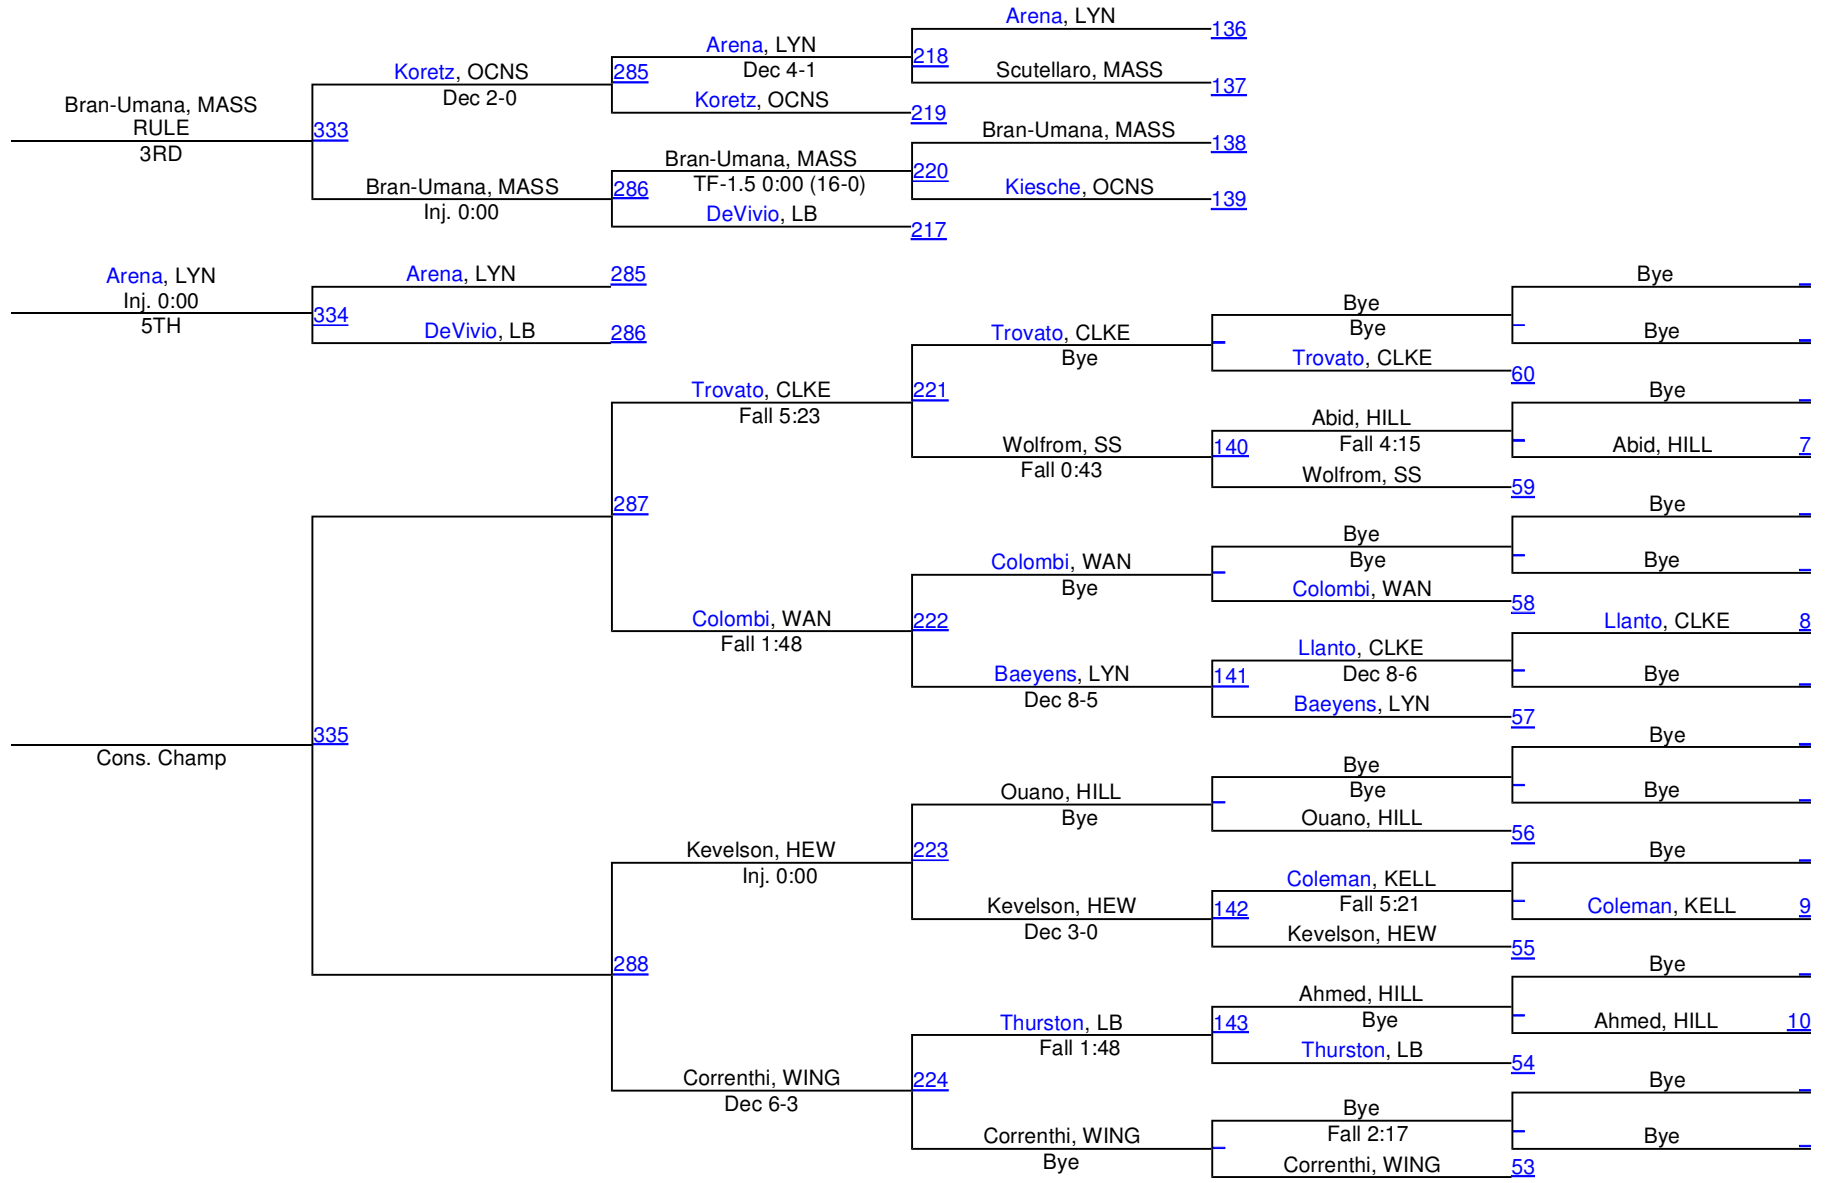 Arena, LYN
136
Arena, LYN
218
Dec 4-1
Scutellaro, MASS
137
Koretz, OCNS
285
Dec 2-0
Koretz, OCNS
219
Bran-Umana, MASS
RULE
333
3RD
Bran-Umana, MASS
138
Bran-Umana, MASS
220
TF-1.5 0:00 (16-0)
Kiesche, OCNS
139
Bran-Umana, MASS
286
Inj. 0:00
DeVivio, LB
217
Arena, LYN
Inj. 0:00
5TH
334
Arena, LYN
285
DeVivio, LB
286
Bye
Bye
Bye
Bye
Trovato, CLKE
Bye
Trovato, CLKE
60
Trovato, CLKE
221
Fall 5:23
Bye
Abid, HILL
Fall 4:15
Abid, HILL
7
Wolfrom, SS
140
Fall 0:43
Wolfrom, SS
59
287
Bye
Bye
Bye
Bye
Colombi, WAN
Bye
Colombi, WAN
58
Colombi, WAN
222
Fall 1:48
Llanto, CLKE
8
Llanto, CLKE
Dec 8-6
Bye
Baeyens, LYN
141
Dec 8-5
Baeyens, LYN
57
335
Cons. Champ
Bye
Bye
Bye
Bye
Ouano, HILL
Bye
Ouano, HILL
56
Kevelson, HEW
223
Inj. 0:00
Bye
Coleman, KELL
Fall 5:21
Coleman, KELL
9
Kevelson, HEW
142
Dec 3-0
Kevelson, HEW
55
288
Bye
Ahmed, HILL
Bye
Ahmed, HILL
10
Thurston, LB
143
Fall 1:48
Thurston, LB
54
Correnthi, WING
224
Dec 6-3
Bye
Bye
Fall 2:17
Bye
Correnthi, WING
Bye
Correnthi, WING
53